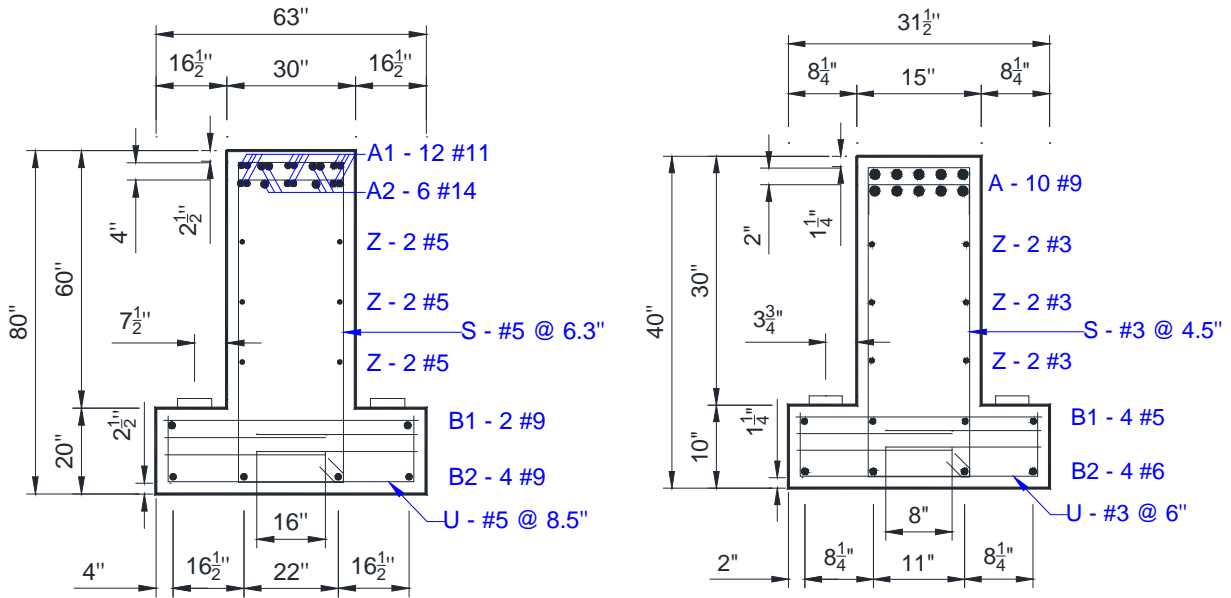 63"
16½" 30" 16½"
A1 - 12 #11
A2 - 6 #14
4"
2½"
Z - 2 #5
60"
80"
Z - 2 #5
7½"
S - #5 @ 6.3"
Z - 2 #5
2½"
B1 - 2 #9
20"
B2 - 4 #9
U - #5 @ 8.5"
16"
4" 16½" 22" 16½"
31½"
8¼" 15" 8¼"
A - 10 #9
2"
1¼"
Z - 2 #3
30"
40"
Z - 2 #3
3¾"
S - #3 @ 4.5"
Z - 2 #3
1¼"
B1 - 4 #5
10"
B2 - 4 #6
U - #3 @ 6"
8"
2" 8¼" 11" 8¼"